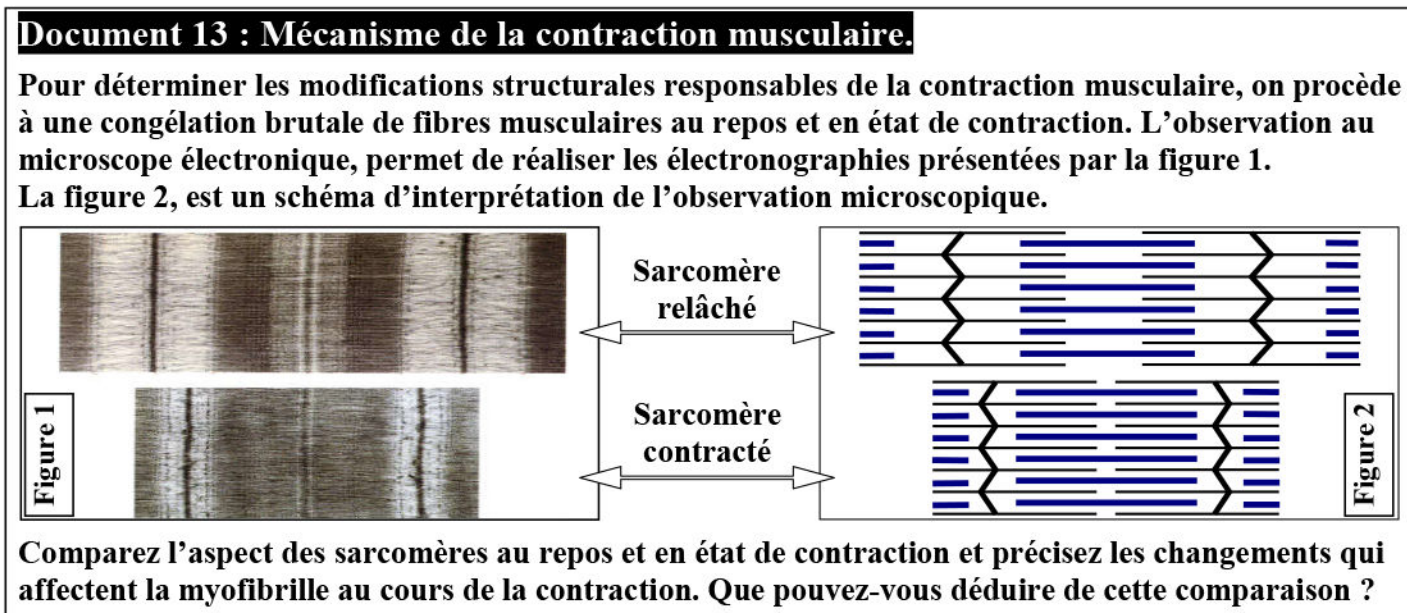 Document 13 : Mécanisme de la contraction musculaire.
Pour déterminer les modifications structurales responsables de la contraction musculaire, on procède
à une congélation brutale de fibres musculaires au repos et en état de contraction. L’observation au
microscope électronique, permet de réaliser les électronographies présentées par la figure 1.
La figure 2, est un schéma d’interprétation de l’observation microscopique.
Sarcomère
relâché
Figure 1
Sarcomère
contracté
Figure 2
Comparez l’aspect des sarcomères au repos et en état de contraction et précisez les changements qui
affectent la myofibrille au cours de la contraction. Que pouvez-vous déduire de cette comparaison ?